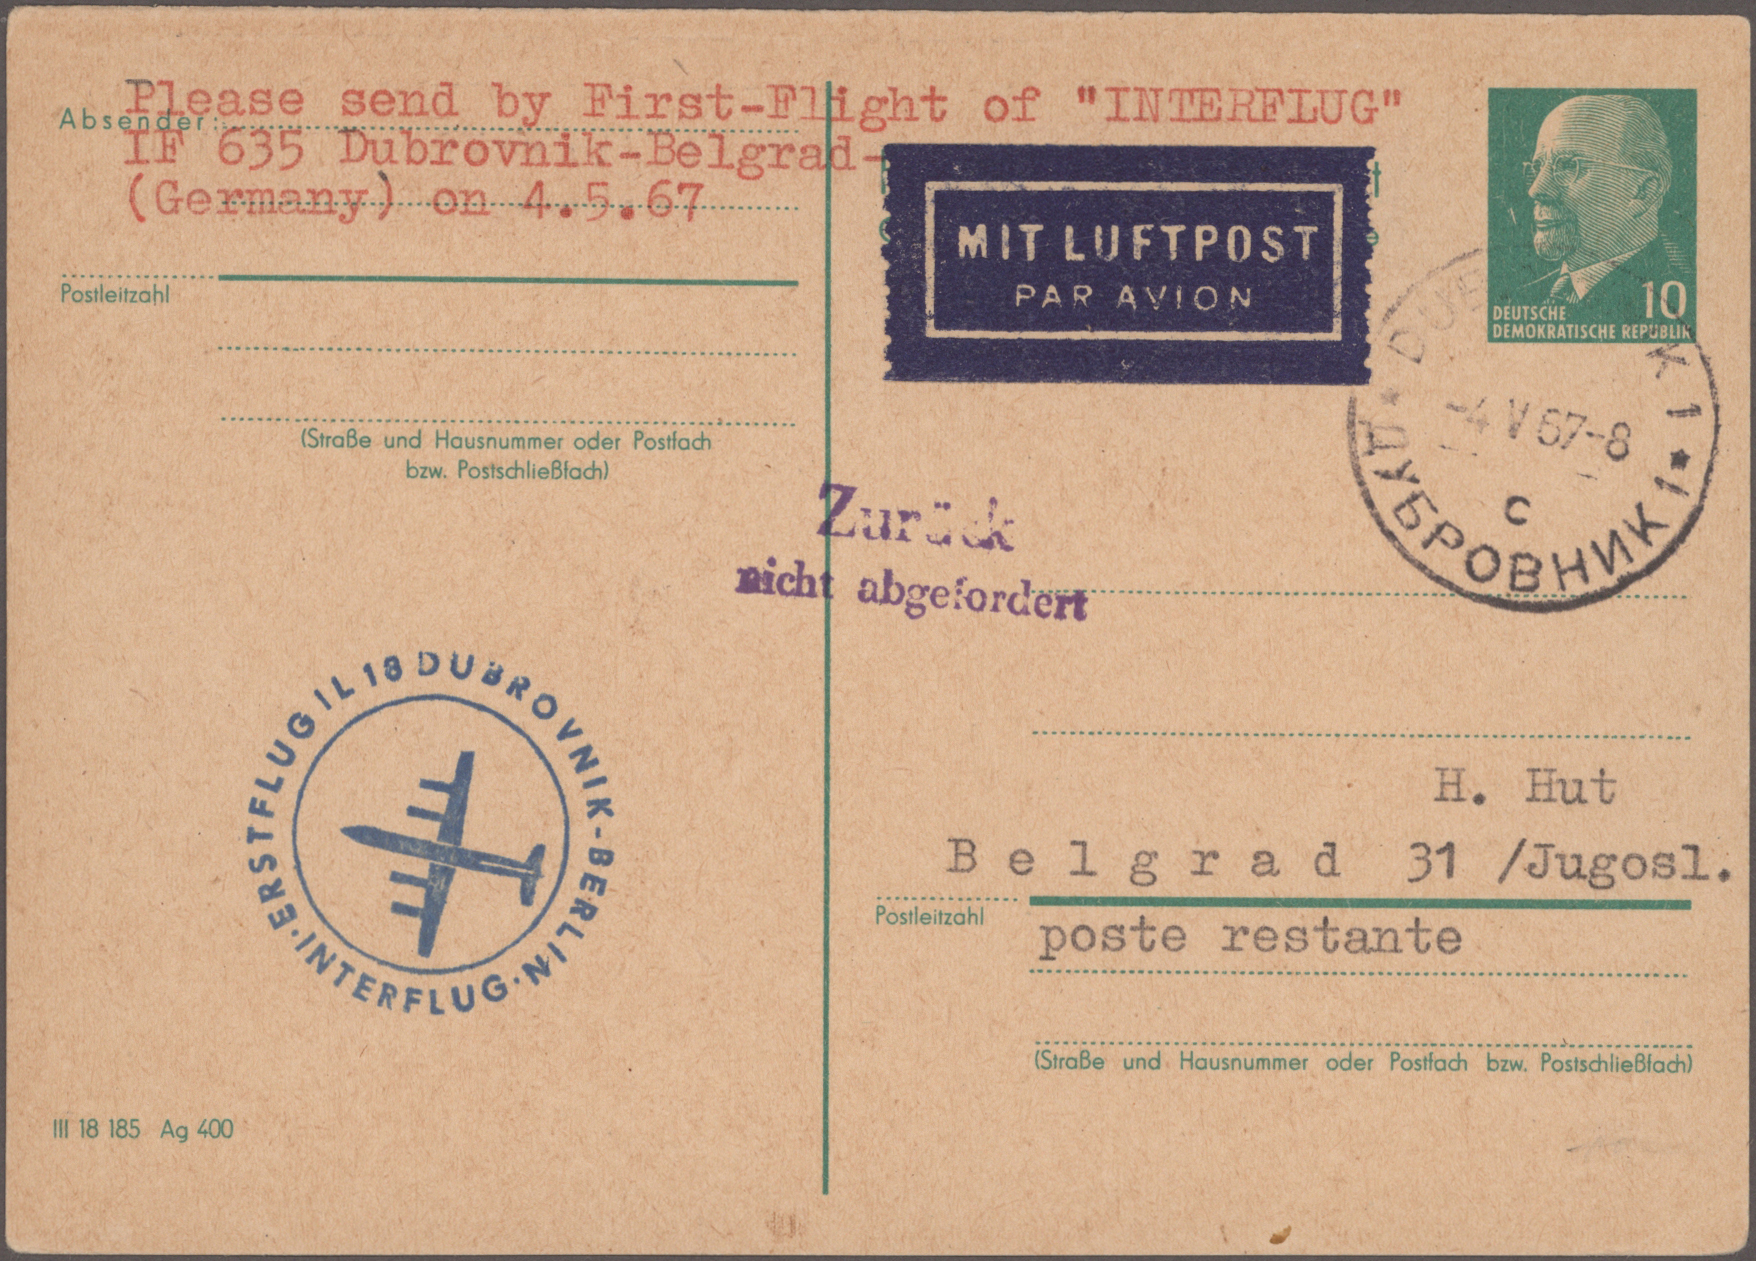 Please send by First-Flight of "INTERFLUG"
Absender:
IF 635 Dubrovnik-Belgrad-
(Germany) on 4.5.67
Postleitzahl
(Straße und Hausnummer oder Postfach
bzw. Postschließfach)
MIT LUFTPOST
PAR AVION
10
DEUTSCHE
DEMOKRATISCHE REPUBLIK
-4 V 67-8
C
ДУБРОВНИК 1
Zurück
nicht abgefordert
ERSTFLUG IL 18 DUBROVNIK-BERLIN · INTERFLUG ·
H. Hut
Belgrad 31 /Jugosl.
Postleitzahl
poste restante
(Straße und Hausnummer oder Postfach bzw. Postschließfach)
III 18 185 Ag 400